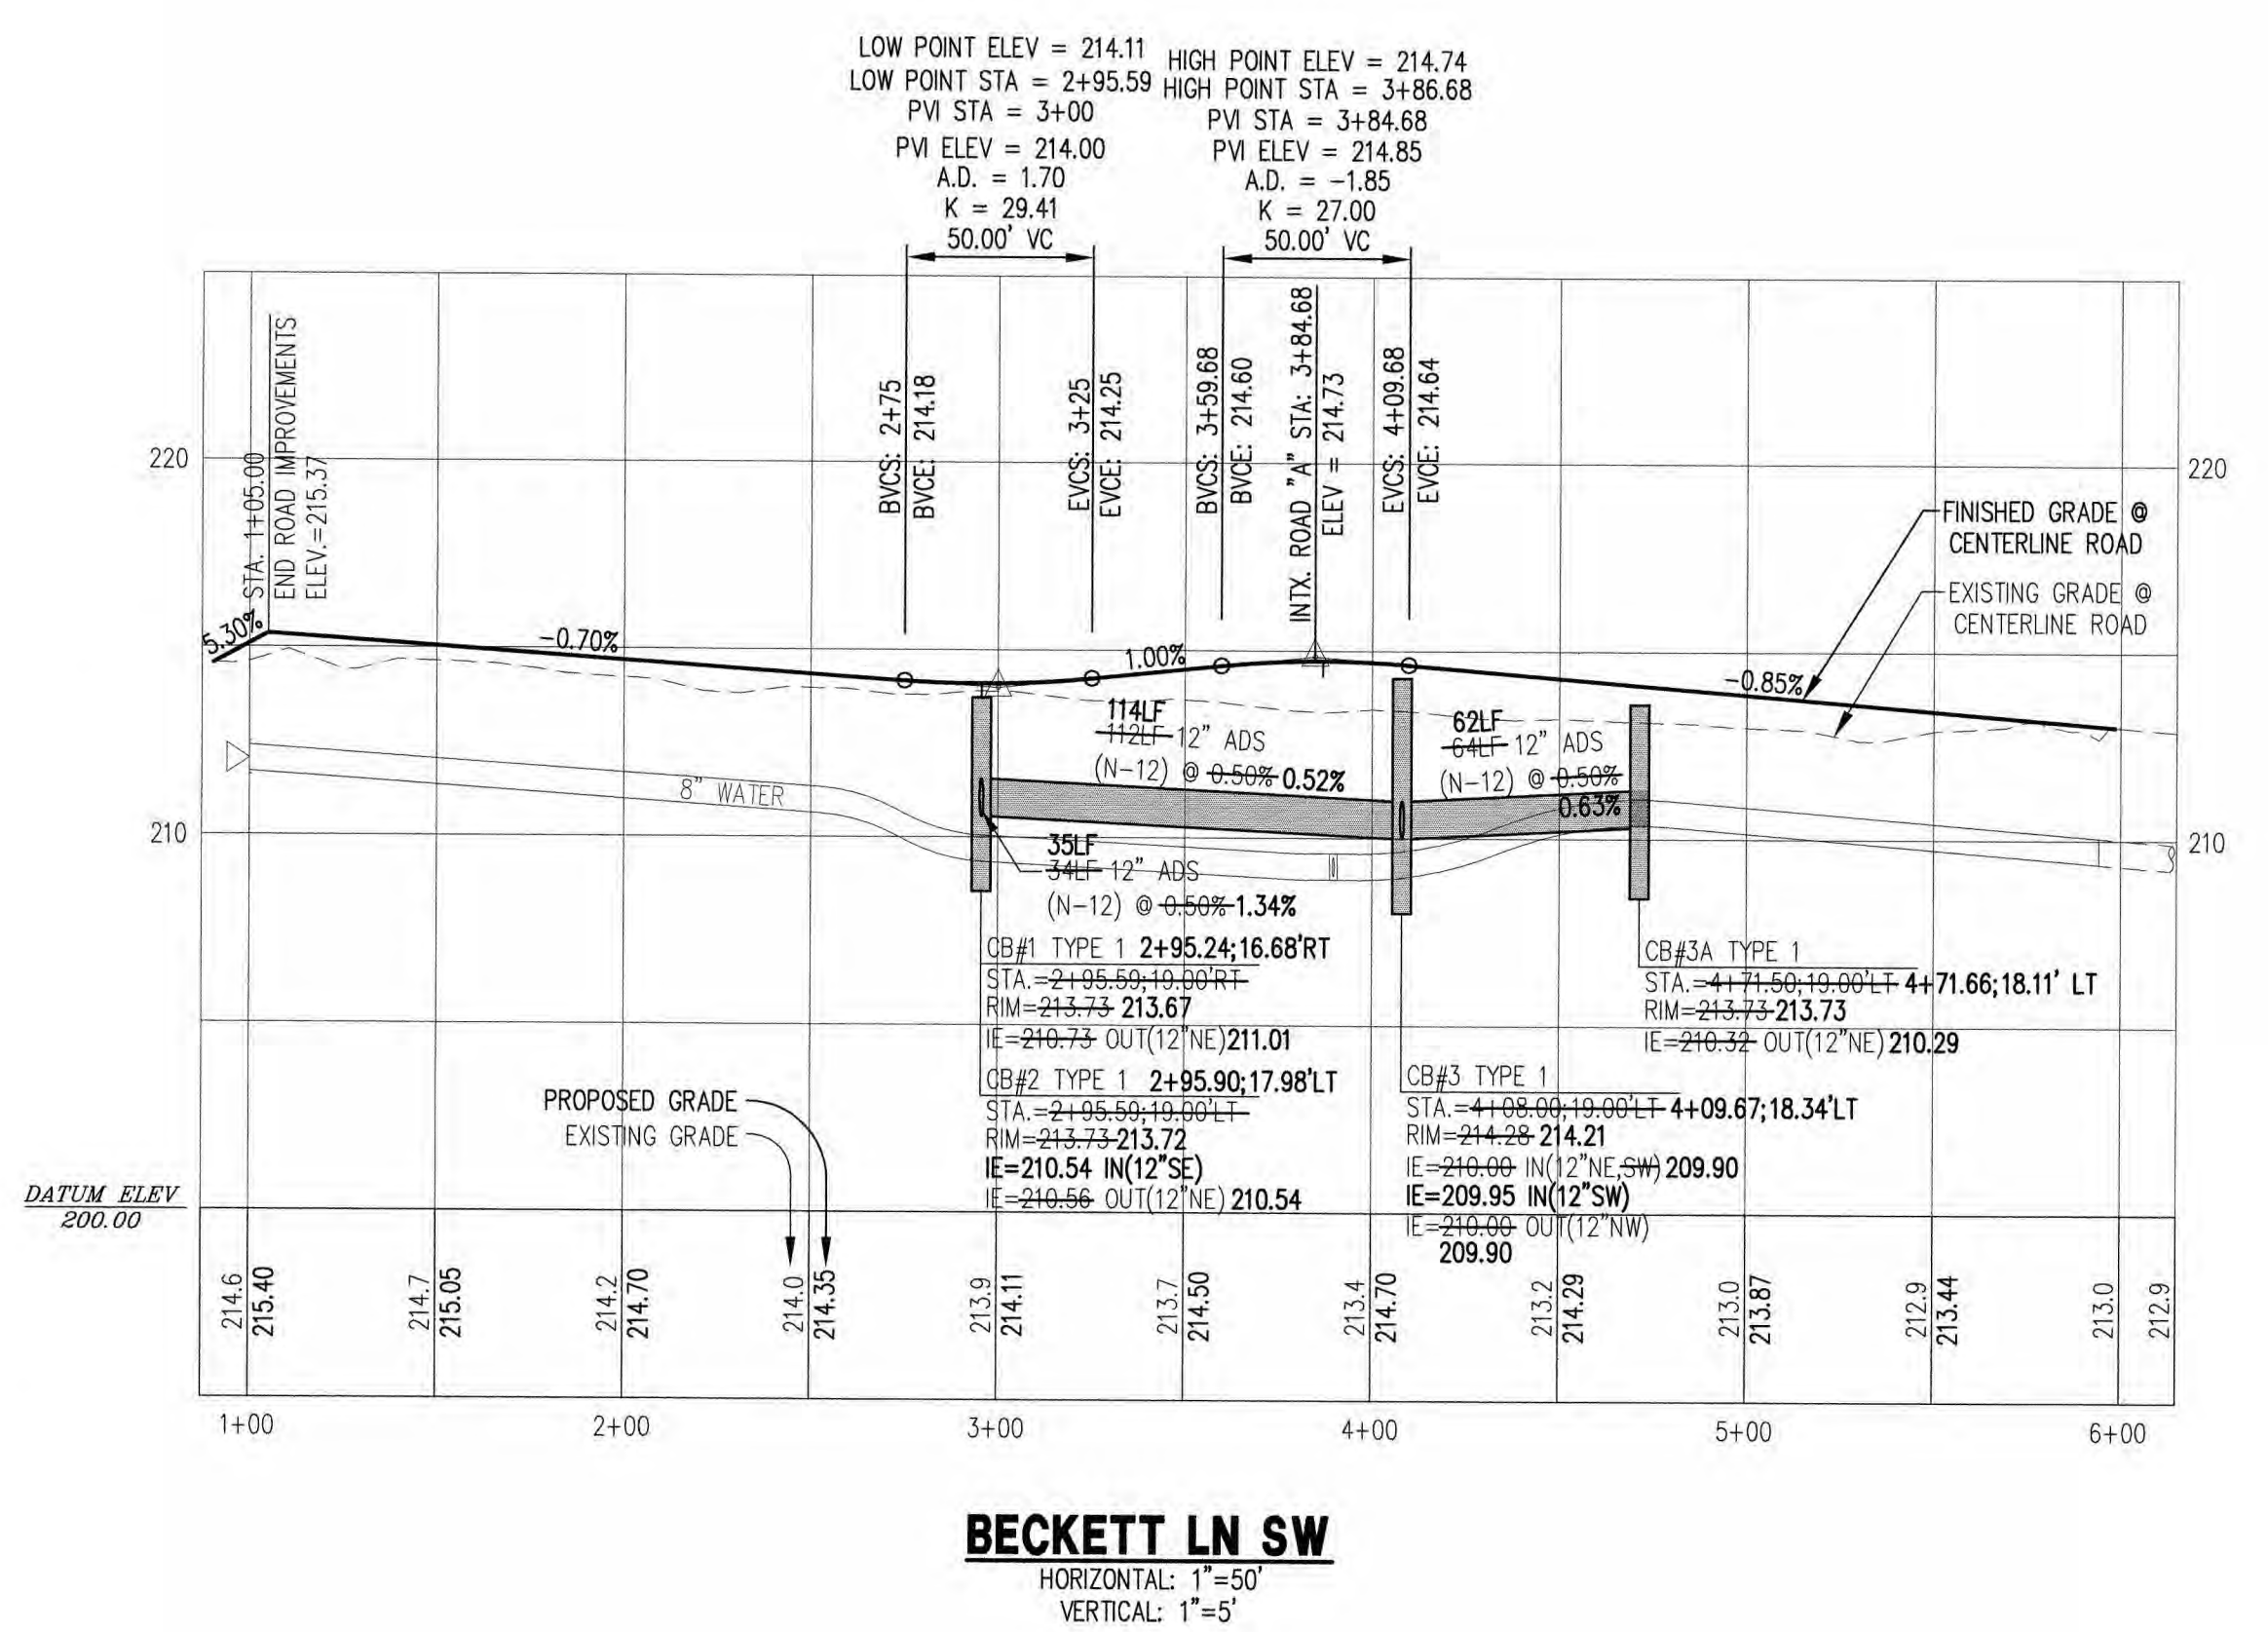 LOW POINT ELEV = 214.11
LOW POINT STA = 2+95.59
PVI STA = 3+00
PVI ELEV = 214.00
A.D. = 1.70
K = 29.41
50.00' VC
HIGH POINT ELEV = 214.74
HIGH POINT STA = 3+86.68
PVI STA = 3+84.68
PVI ELEV = 214.85
A.D. = -1.85
K = 27.00
50.00' VC
STA. 1+05.00
END ROAD IMPROVEMENTS
ELEV.=215.37
BVCS: 2+75
BVCE: 214.18
EVCS: 3+25
EVCE: 214.25
BVCS: 3+59.68
BVCE: 214.60
INTX. ROAD "A" STA: 3+84.68
ELEV = 214.73
EVCS: 4+09.68
EVCE: 214.64
220
220
FINISHED GRADE @
CENTERLINE ROAD
EXISTING GRADE @
CENTERLINE ROAD
5.30%
-0.70%
1.00%
-0.85%
114LF
112LF 12" ADS
(N-12) @ 0.50% 0.52%
62LF
64LF 12" ADS
(N-12) @ 0.50%
0.63%
8" WATER
210
210
35LF
34LF 12" ADS
(N-12) @ 0.50% 1.34%
CB#1 TYPE 1 2+95.24;16.68'RT
STA.=2+95.59;19.00'RT
RIM=213.73 213.67
IE=210.73 OUT(12"NE)211.01
CB#2 TYPE 1 2+95.90;17.98'LT
STA.=2+95.59;19.00'LT
RIM=213.73 213.72
IE=210.54 IN(12"SE)
IE=210.56 OUT(12"NE) 210.54
CB#3 TYPE 1
STA.=4+08.00;19.00'LT 4+09.67;18.34'LT
RIM=214.28 214.21
IE=210.00 IN(12"NE,SW) 209.90
IE=209.95 IN(12"SW)
IE=210.00 OUT(12"NW)
209.90
CB#3A TYPE 1
STA.=4+71.50;19.00'LT 4+71.66;18.11' LT
RIM=213.73 213.73
IE=210.32 OUT(12"NE) 210.29
PROPOSED GRADE
EXISTING GRADE
DATUM ELEV
200.00
214.6
215.40
214.7
215.05
214.2
214.70
214.0
214.35
213.9
214.11
213.7
214.50
213.4
214.70
213.2
214.29
213.0
213.87
212.9
213.44
213.0
212.9
1+00
2+00
3+00
4+00
5+00
6+00
BECKETT LN SW
HORIZONTAL: 1"=50'
VERTICAL: 1"=5'